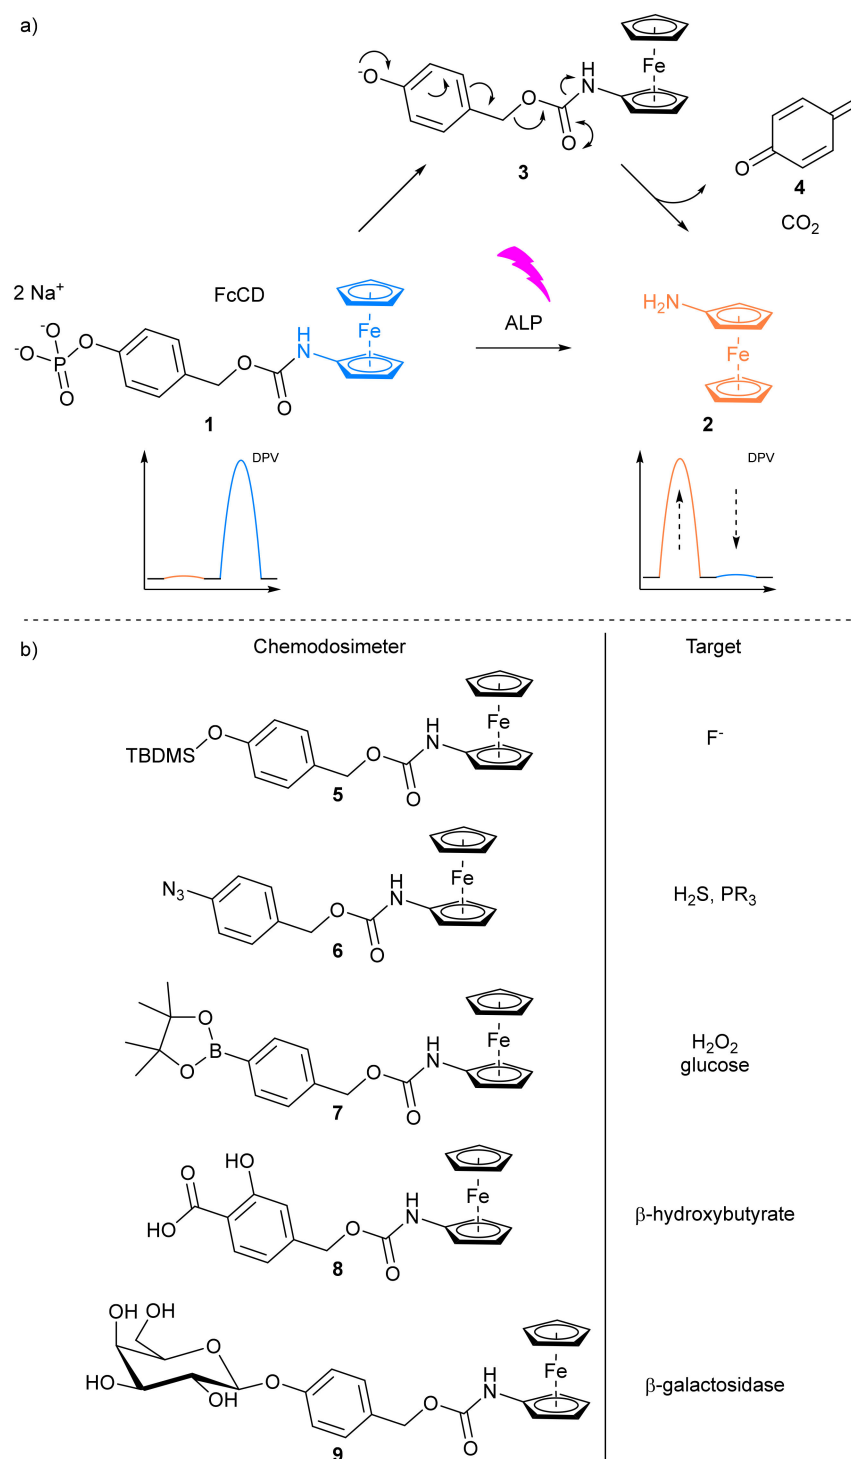 a)
Fe
H
N
O
-O
O
3
O
4
CO2
2 Na+
FcCD
Fe
-O
O
H
N
-O
P
O
O
O
1
ALP
H2N
Fe
2
DPV
DPV
b)
Chemodosimeter
Target
Fe
O
H
N
O
TBDMS
O
5
F-
Fe
N3
H
N
O
O
6
H2S, PR3
Fe
O
H
N
B
O
O
O
7
H2O2
glucose
HO
O
Fe
H
N
O
HO
O
8
β-hydroxybutyrate
OH
HO
O
Fe
HO
O
OH
H
N
O
O
9
β-galactosidase